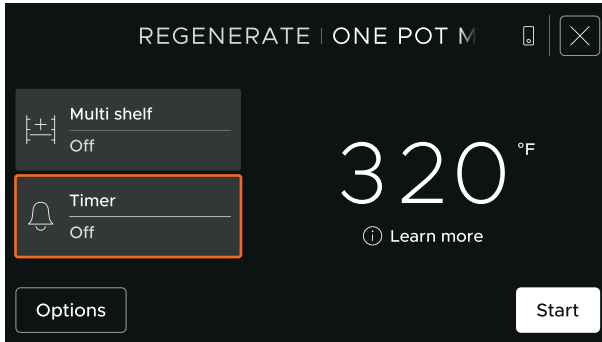 REGENERATE | ONE POT M
Multi shelf
Off
320 °F
Timer
Off
Learn more
Options
Start